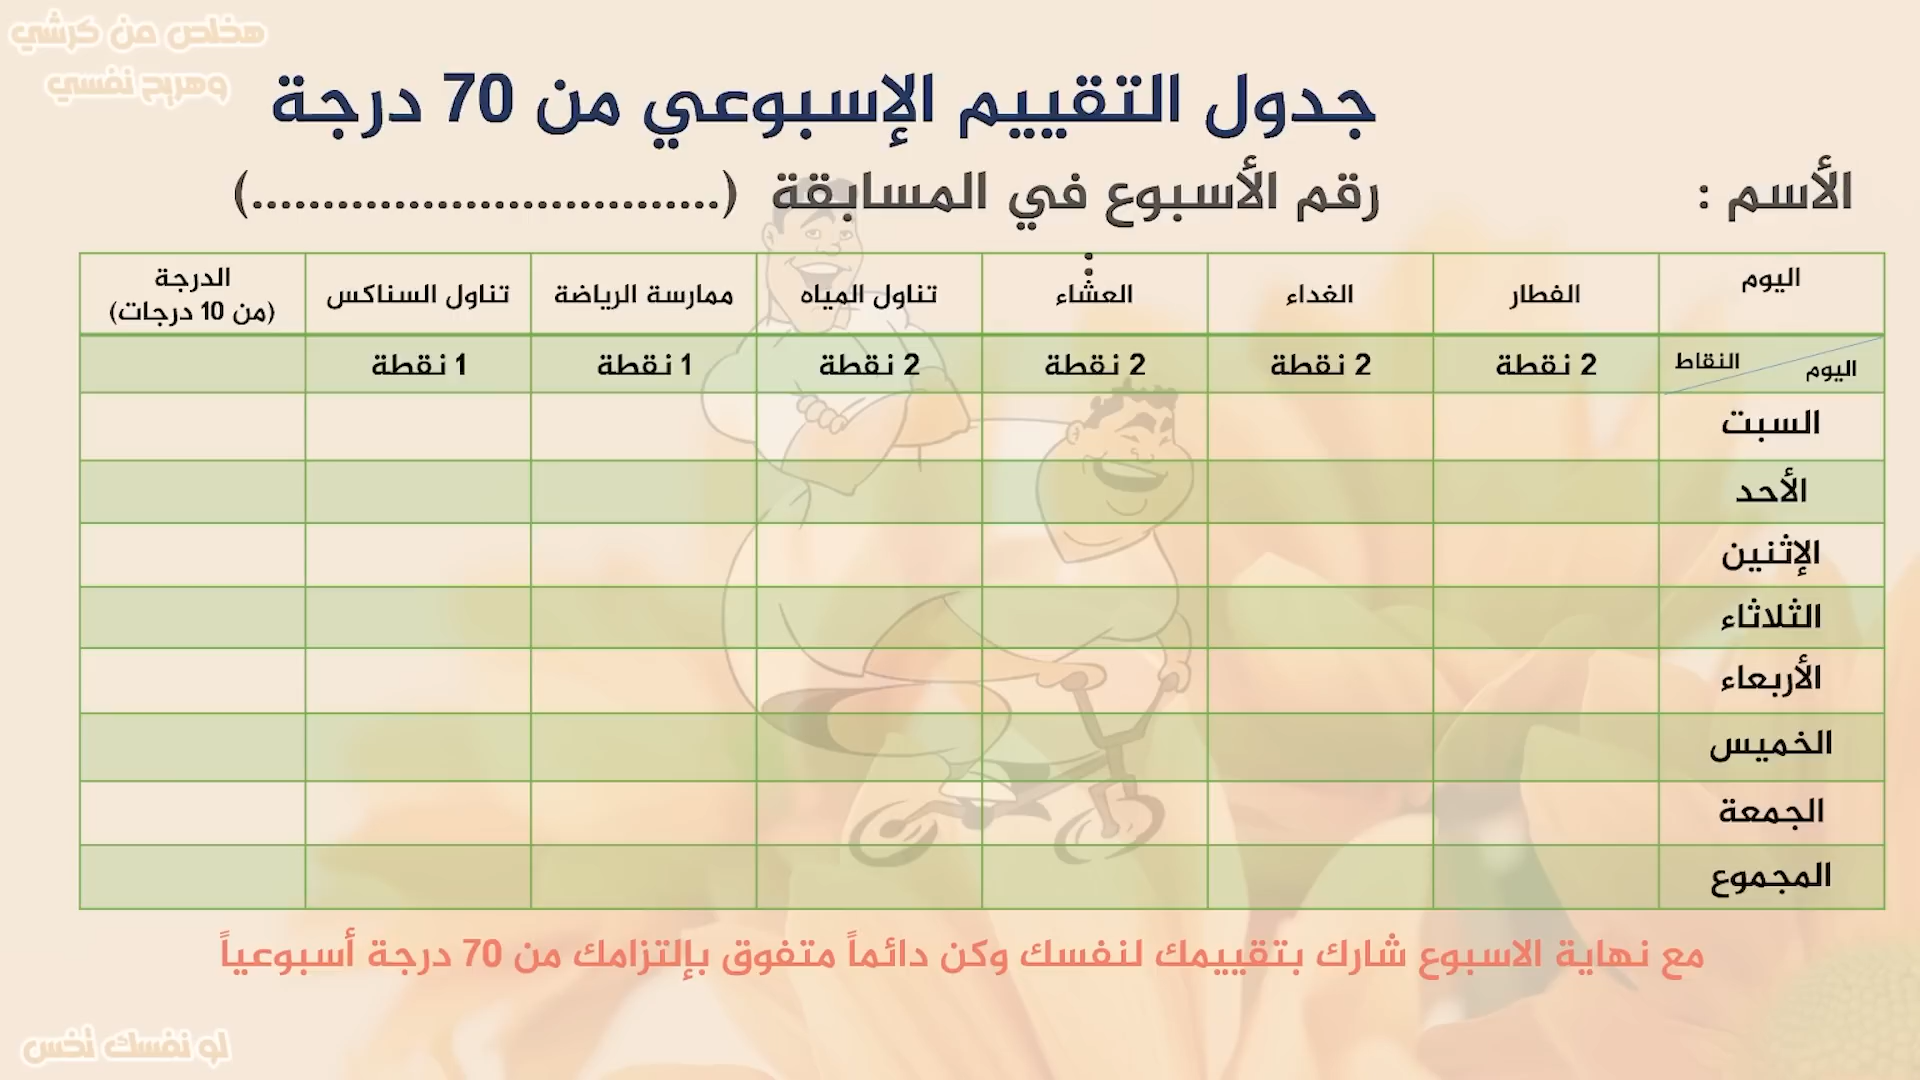 هخلص من كرشي
وهريح نفسي
جدول التقييم الإسبوعي من 70 درجة
الأسم : رقم الأسبوع في المسابقة (.................................)
اليوم الفطار الغداء العشاء تناول المياه ممارسة الرياضة تناول السناكس الدرجة (من 10 درجات)
اليوم النقاط 2 نقطة 2 نقطة 2 نقطة 2 نقطة 1 نقطة 1 نقطة
السبت
الأحد
الإثنين
الثلاثاء
الأربعاء
الخميس
الجمعة
المجموع
مع نهاية الاسبوع شارك بتقييمك لنفسك وكن دائماً متفوق بإلتزامك من 70 درجة أسبوعياً
لو نفسك تخس